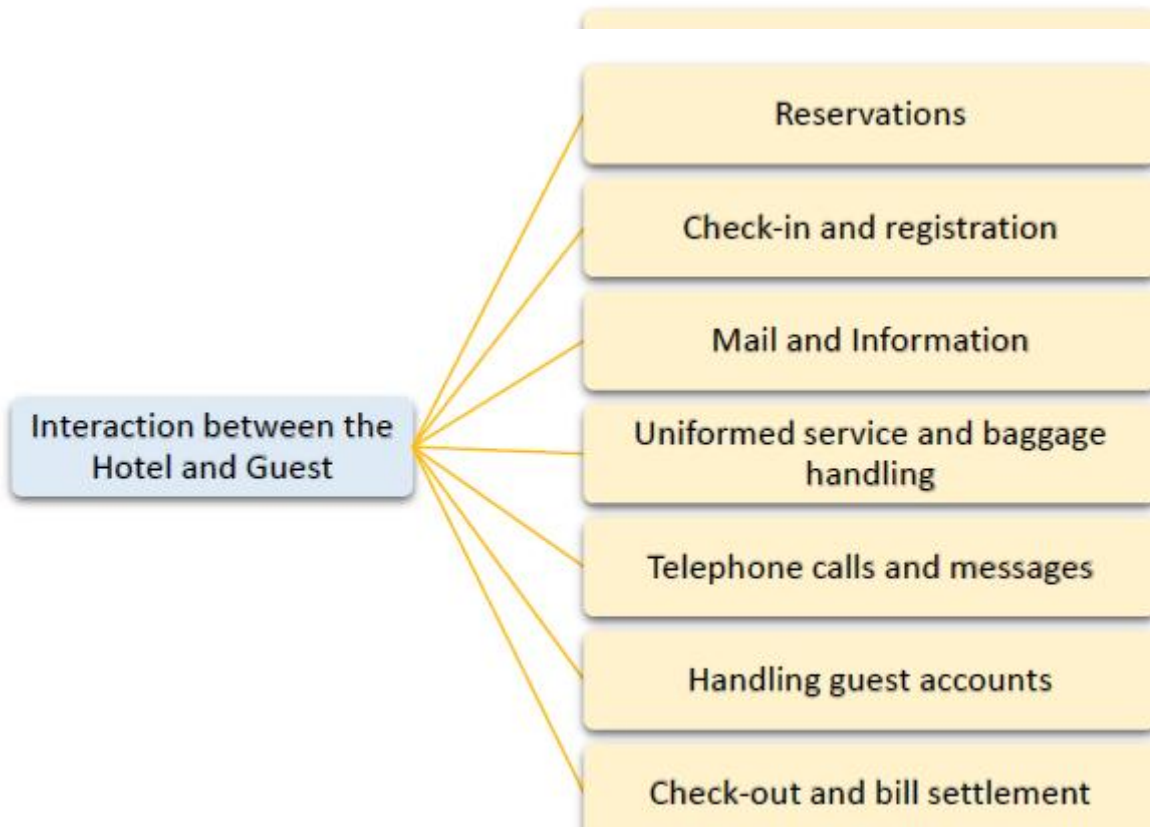 Reservations
Check-in and registration
Mail and Information
Interaction between the
Hotel and Guest
Uniformed service and baggage
handling
Telephone calls and messages
Handling guest accounts
Check-out and bill settlement